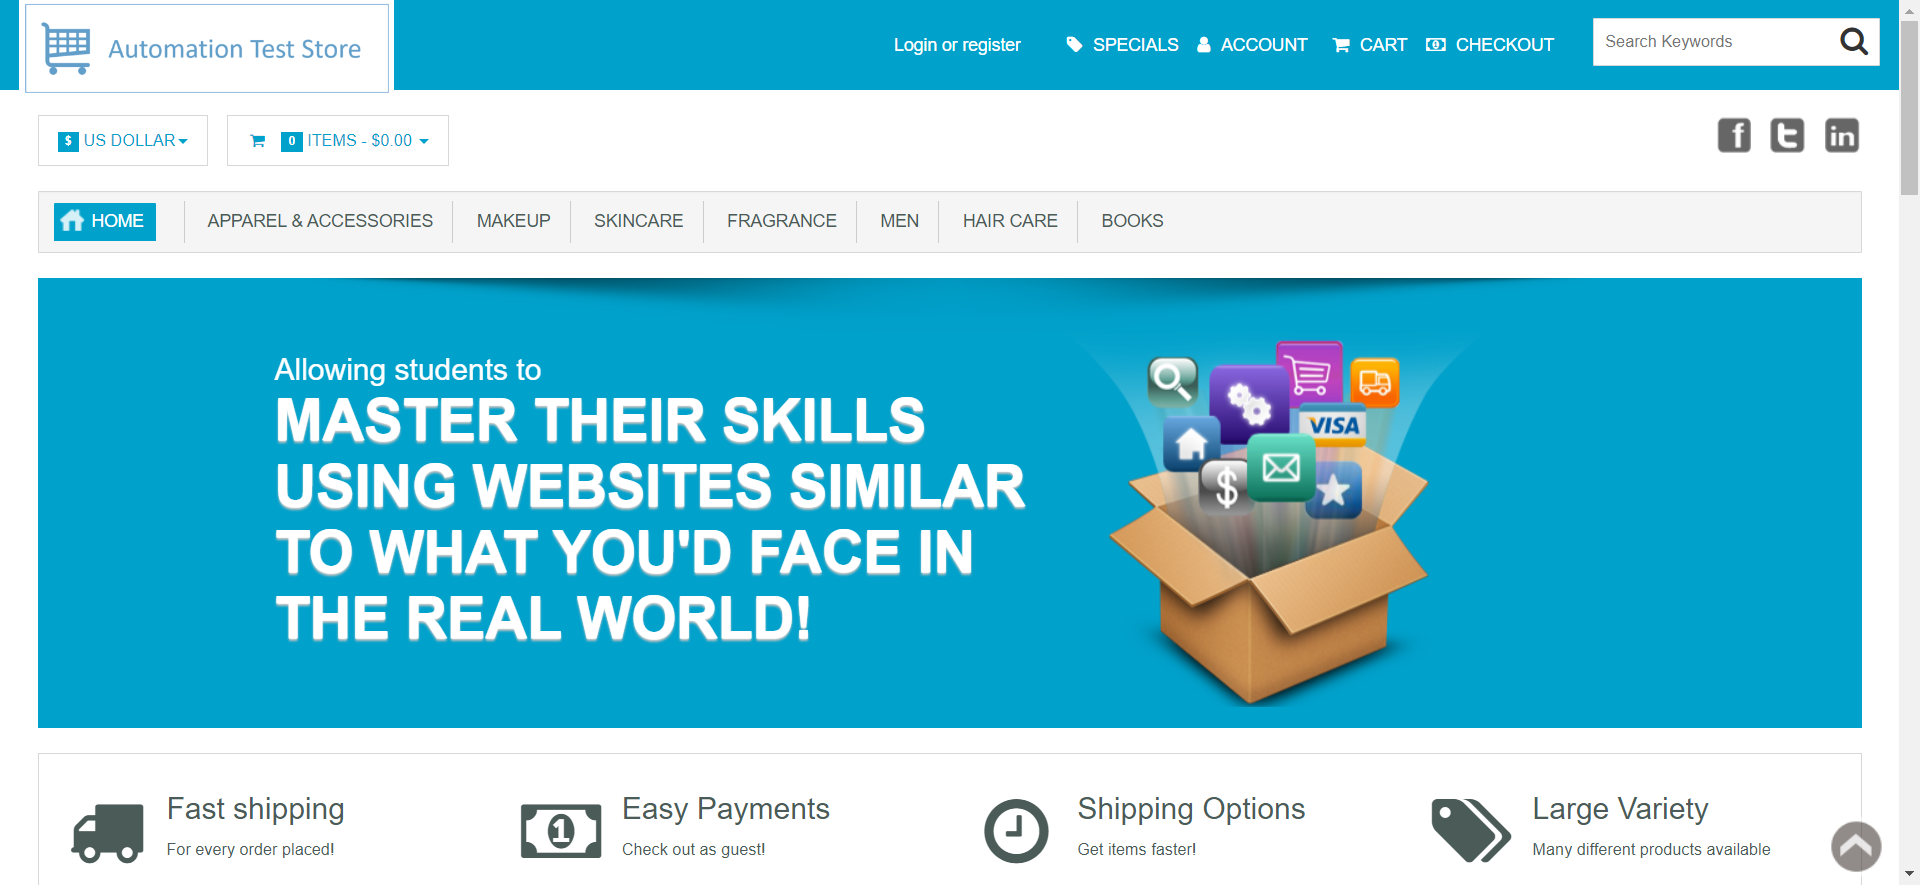 Automation Test Store
Login or register SPECIALS ACCOUNT CART CHECKOUT
Search Keywords
$ US DOLLAR
0 ITEMS - $0.00
f t in
HOME APPAREL & ACCESSORIES MAKEUP SKINCARE FRAGRANCE MEN HAIR CARE BOOKS
Allowing students to
MASTER THEIR SKILLS
USING WEBSITES SIMILAR
TO WHAT YOU'D FACE IN
THE REAL WORLD!
VISA
$
1
Fast shipping
For every order placed!
Easy Payments
Check out as guest!
Shipping Options
Get items faster!
Large Variety
Many different products available